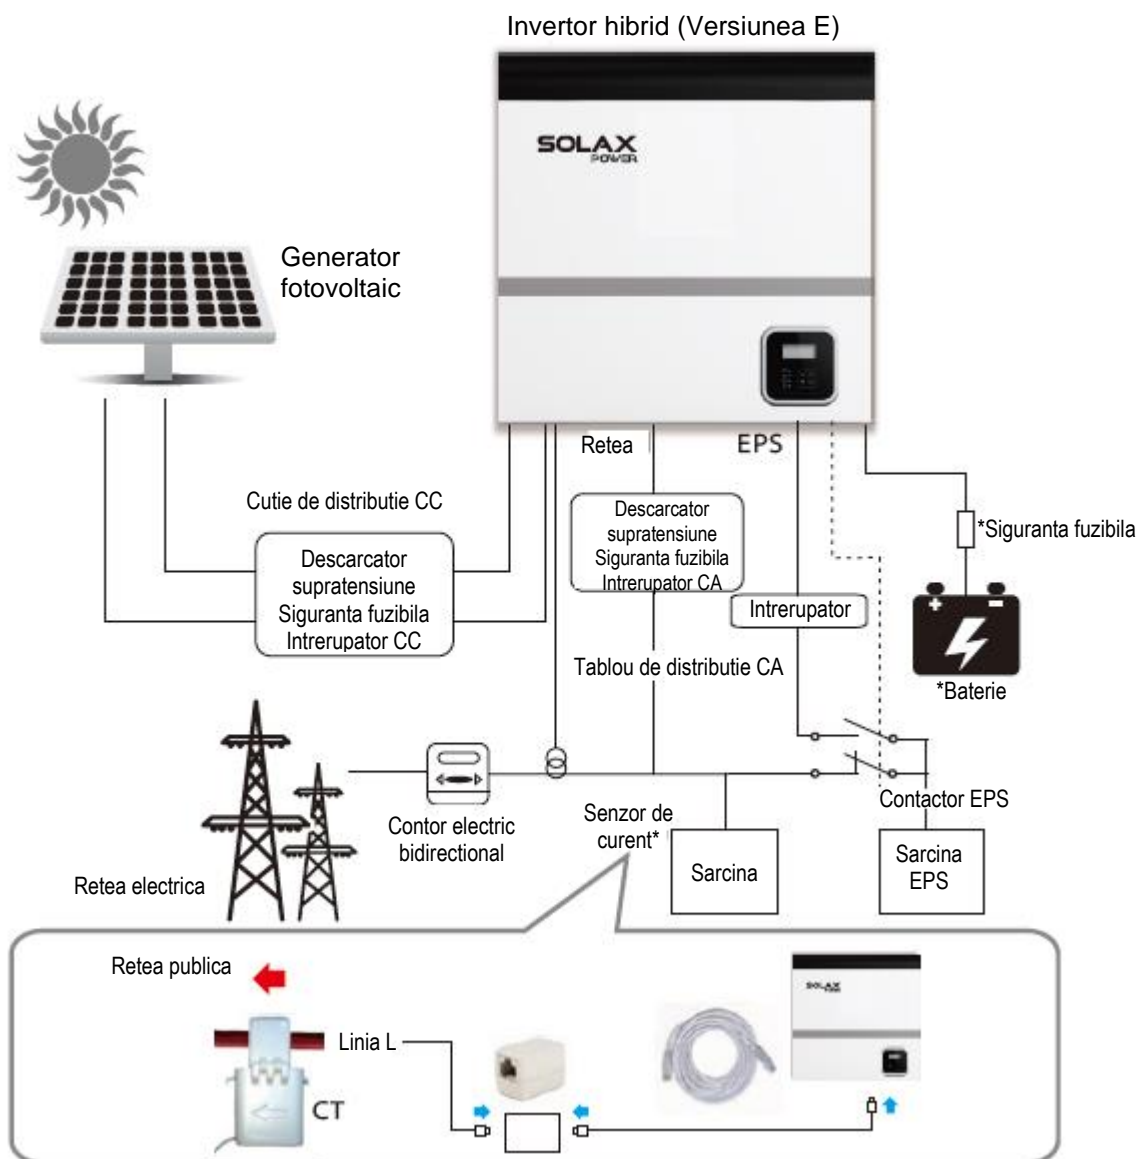 Invertor hibrid (Versiunea E)
SOLAX
POWER
Generator
fotovoltaic
Retea
EPS
Cutie de distributie CC
Descarcator
supratensiune
Siguranta fuzibila
Intrerupator CA
*Siguranta fuzibila
Descarcator
supratensiune
Siguranta fuzibila
Intrerupator CC
Intrerupator
Tablou de distributie CA
*Baterie
Contor electric
bidirectional
Senzor de
curent*
Contactor EPS
Sarcina
Sarcina
EPS
Retea electrica
Retea publica
SOLAX
POWER
Linia L
CT